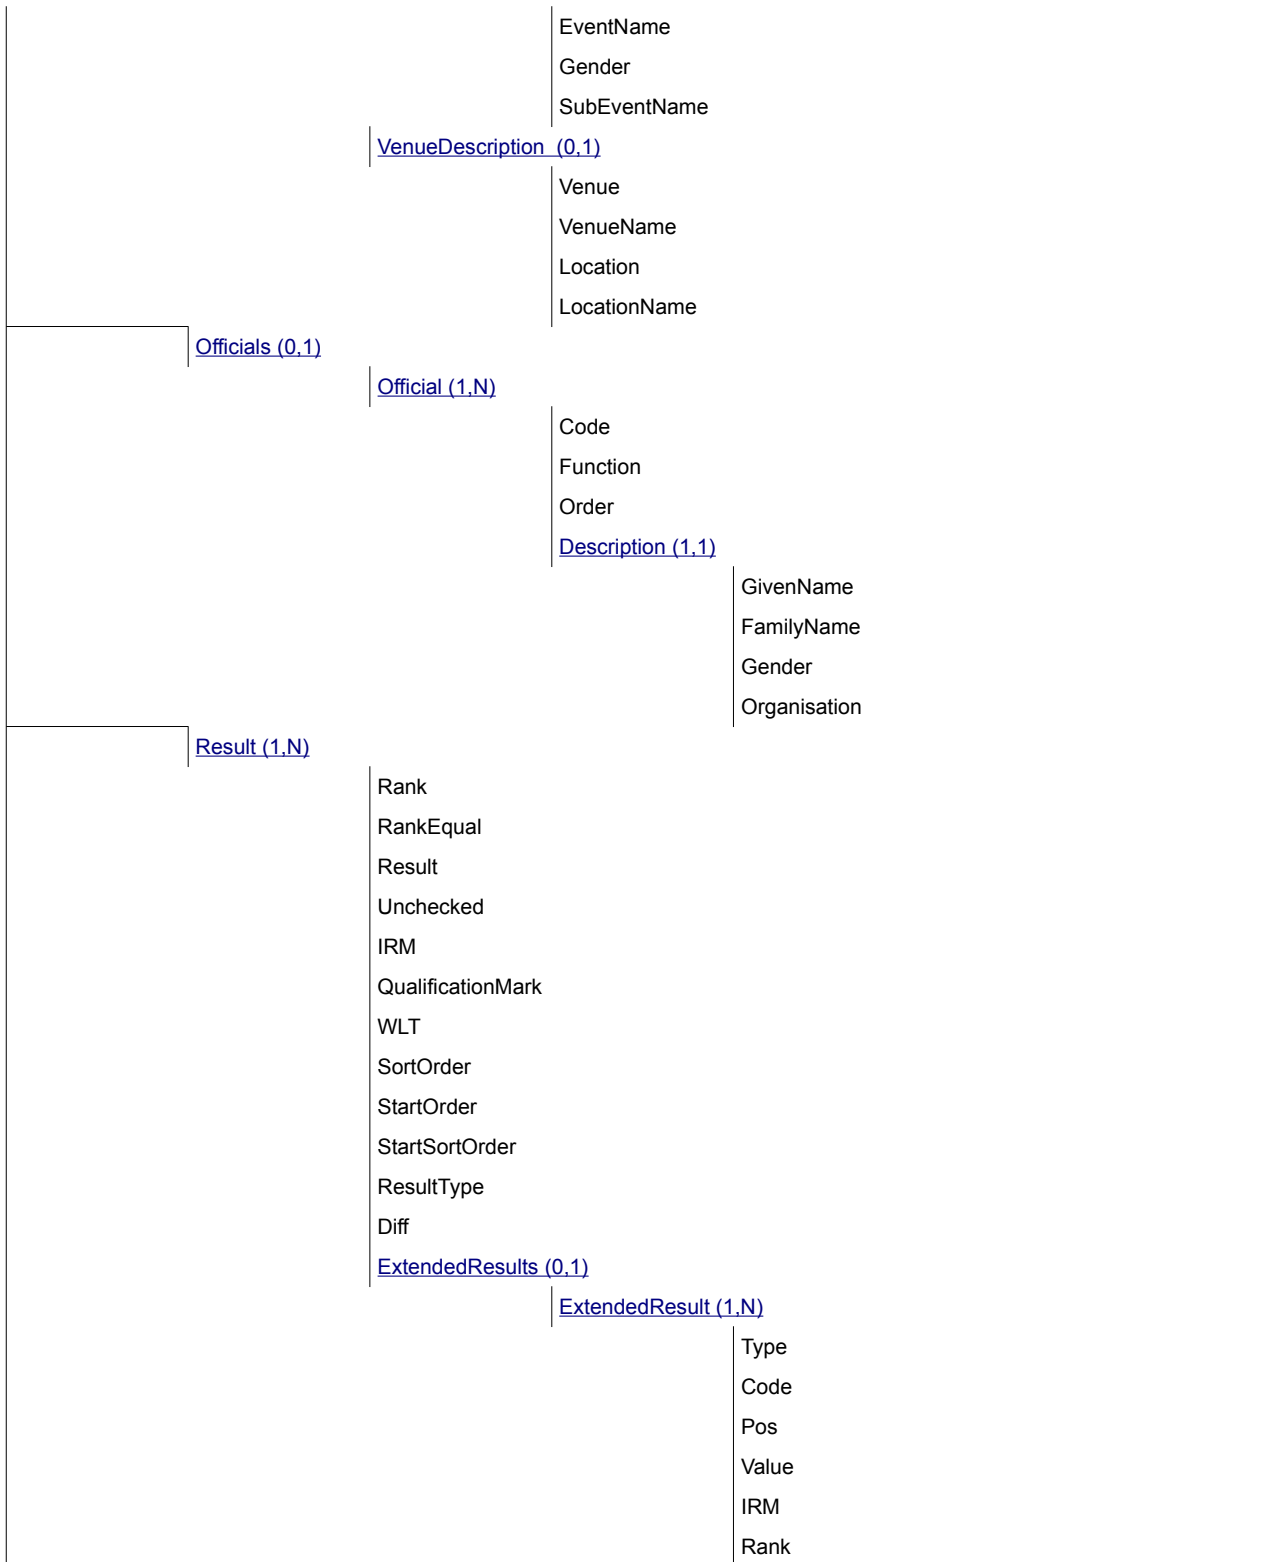 EventName
Gender
SubEventName
VenueDescription (0,1)
Venue
VenueName
Location
LocationName
Officials (0,1)
Official (1,N)
Code
Function
Order
Description (1,1)
GivenName
FamilyName
Gender
Organisation
Result (1,N)
Rank
RankEqual
Result
Unchecked
IRM
QualificationMark
WLT
SortOrder
StartOrder
StartSortOrder
ResultType
Diff
ExtendedResults (0,1)
ExtendedResult (1,N)
Type
Code
Pos
Value
IRM
Rank